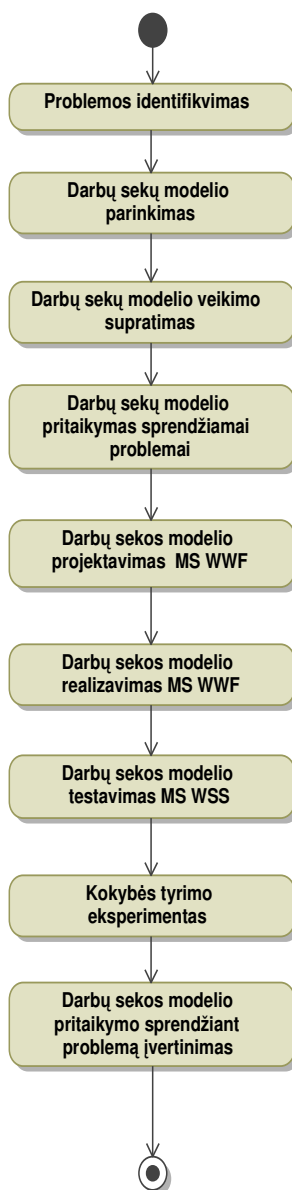 Problemos identifikvimas
Darbų sekų modelio
parinkimas
Darbų sekų modelio veikimo
supratimas
Darbų sekų modelio
pritaikymas sprendžiamai
problemai
Darbų sekos modelio
projektavimas MS WWF
Darbų sekos modelio
realizavimas MS WWF
Darbų sekos modelio
testavimas MS WSS
Kokybės tyrimo
eksperimentas
Darbų sekos modelio
pritaikymo sprendžiant
problemą įvertinimas